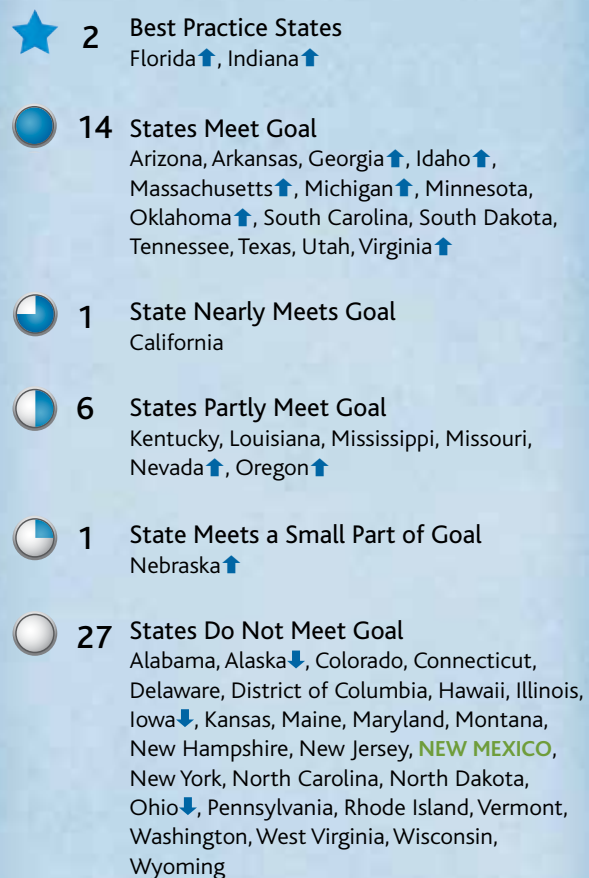 2 Best Practice States
Florida⬆, Indiana⬆
14 States Meet Goal
Arizona, Arkansas, Georgia⬆, Idaho⬆,
Massachusetts⬆, Michigan⬆, Minnesota,
Oklahoma⬆, South Carolina, South Dakota,
Tennessee, Texas, Utah, Virginia⬆
1 State Nearly Meets Goal
California
6 States Partly Meet Goal
Kentucky, Louisiana, Mississippi, Missouri,
Nevada⬆, Oregon⬆
1 State Meets a Small Part of Goal
Nebraska⬆
27 States Do Not Meet Goal
Alabama, Alaska⬇, Colorado, Connecticut,
Delaware, District of Columbia, Hawaii, Illinois,
Iowa⬇, Kansas, Maine, Maryland, Montana,
New Hampshire, New Jersey, NEW MEXICO,
New York, North Carolina, North Dakota,
Ohio⬇, Pennsylvania, Rhode Island, Vermont,
Washington, West Virginia, Wisconsin,
Wyoming